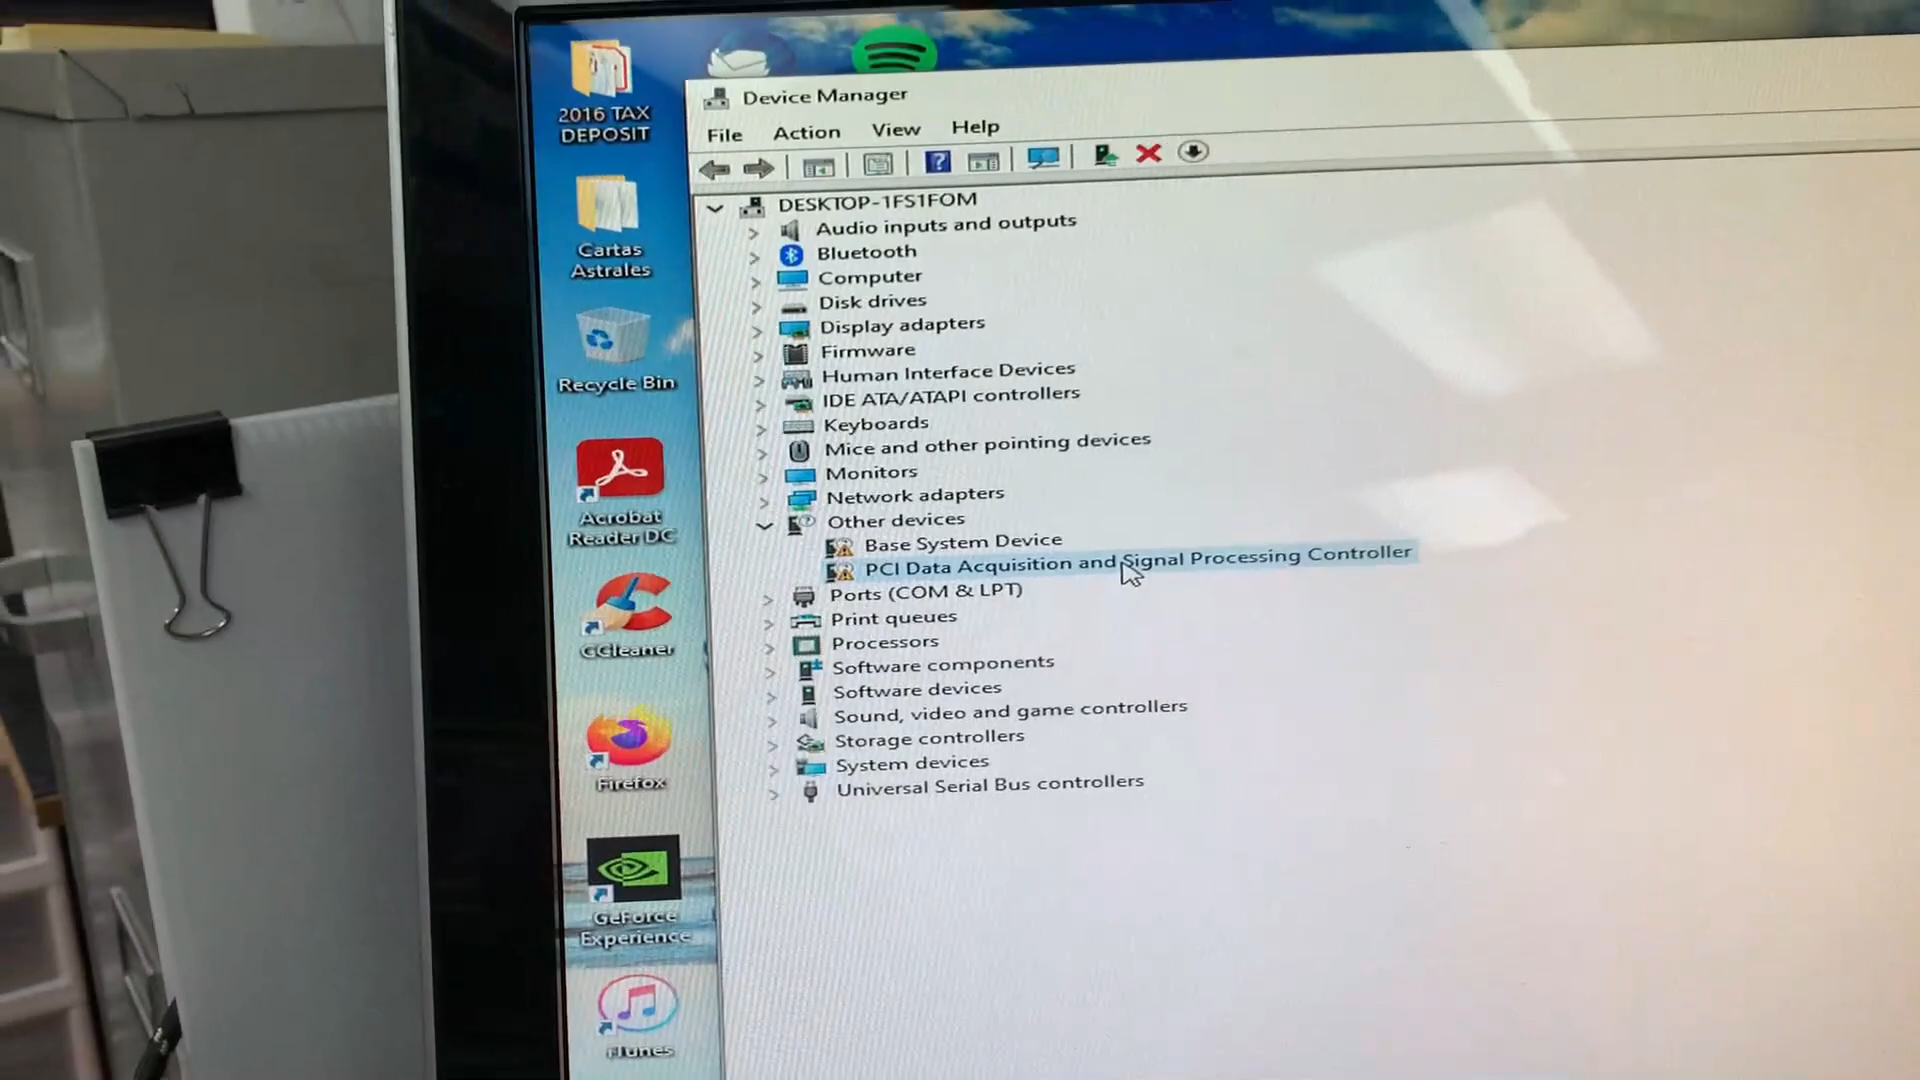 2016 TAX
DEPOSIT
Cartas
Astrales
Recycle Bin
Acrobat
Reader DC
CCleaner
Firefox
GeForce
Experience
iTunes
Device Manager
File Action View Help
DESKTOP-1FS1FOM
Audio inputs and outputs
Bluetooth
Computer
Disk drives
Display adapters
Firmware
Human Interface Devices
IDE ATA/ATAPI controllers
Keyboards
Mice and other pointing devices
Monitors
Network adapters
Other devices
Base System Device
PCI Data Acquisition and Signal Processing Controller
Ports (COM & LPT)
Print queues
Processors
Software components
Software devices
Sound, video and game controllers
Storage controllers
System devices
Universal Serial Bus controllers